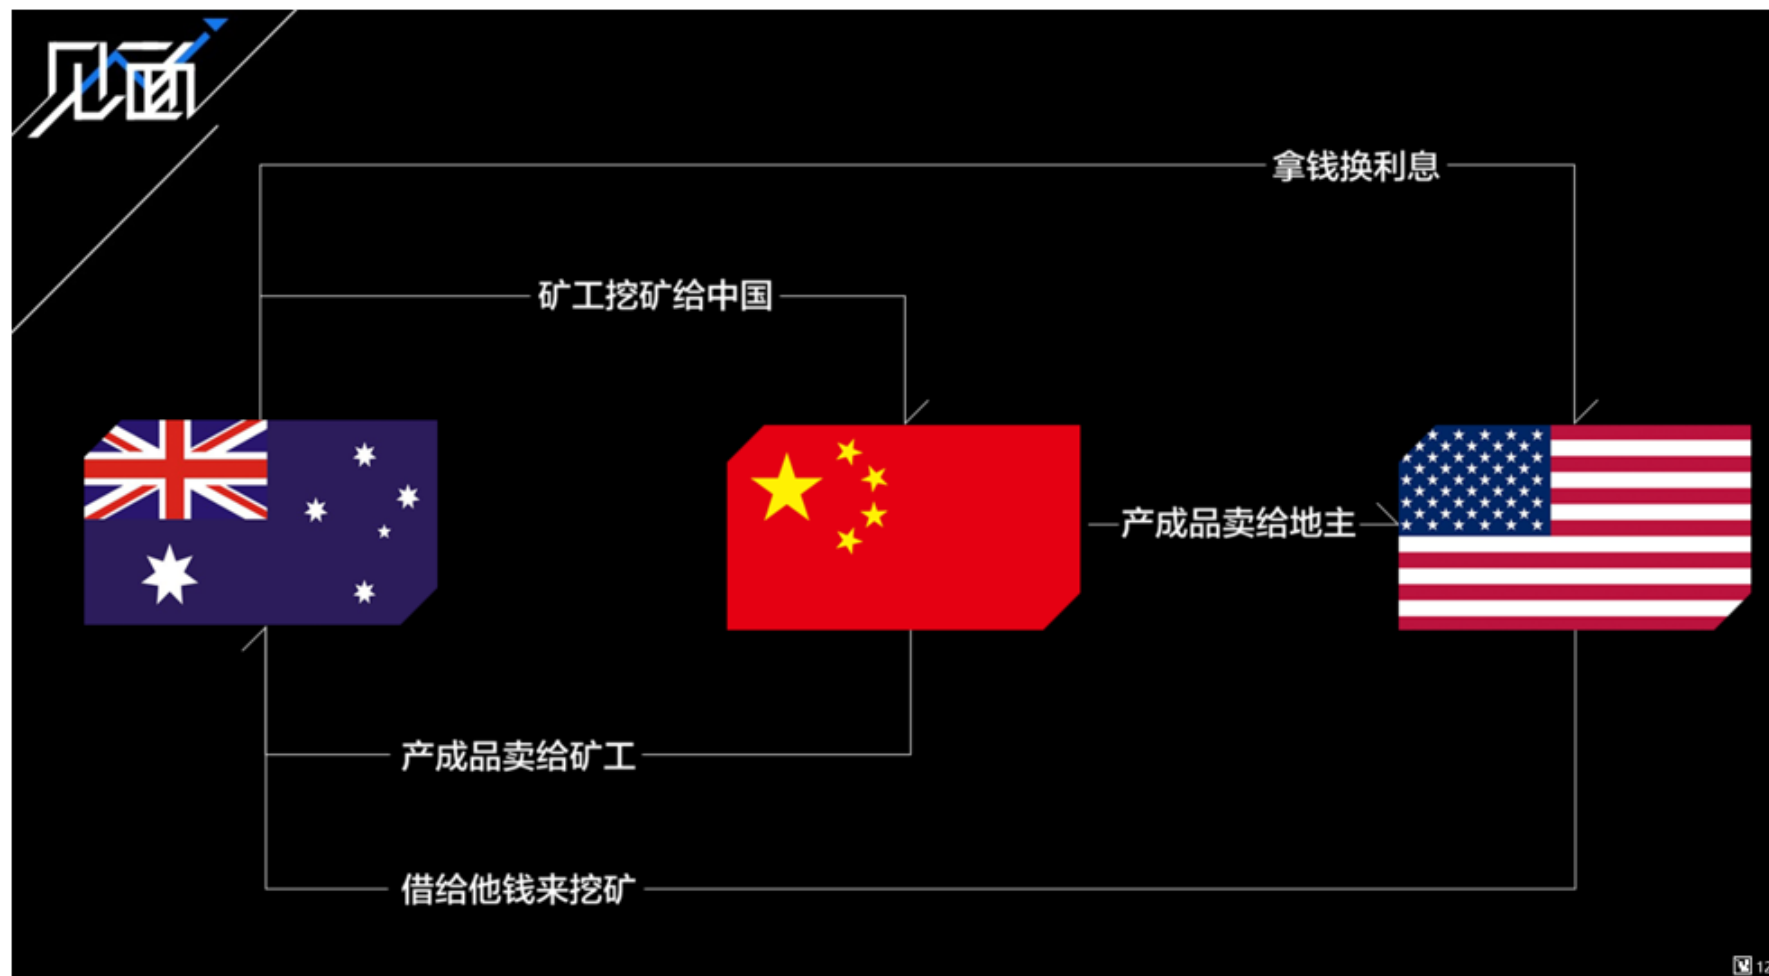 见面
拿钱换利息
矿工挖矿给中国
产成品卖给地主
产成品卖给矿工
借给他钱来挖矿